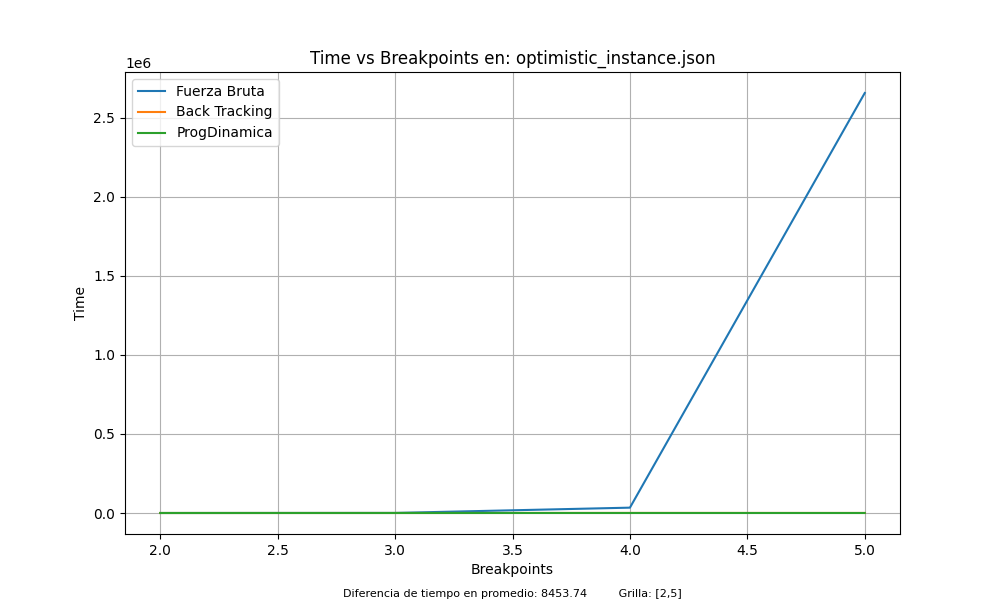 Time vs Breakpoints en: optimistic_instance.json
1e6
Fuerza Bruta
Back Tracking
ProgDinamica
2.5
2.0
1.5
1.0
0.5
0.0
Time
2.0 2.5 3.0 3.5 4.0 4.5 5.0
Breakpoints
Diferencia de tiempo en promedio: 8453.74 Grilla: [2,5]